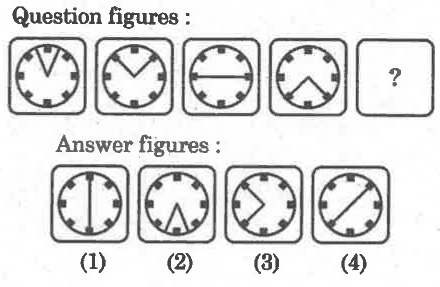 Question figures :
?
Answer figures :
(1) (2) (3) (4)